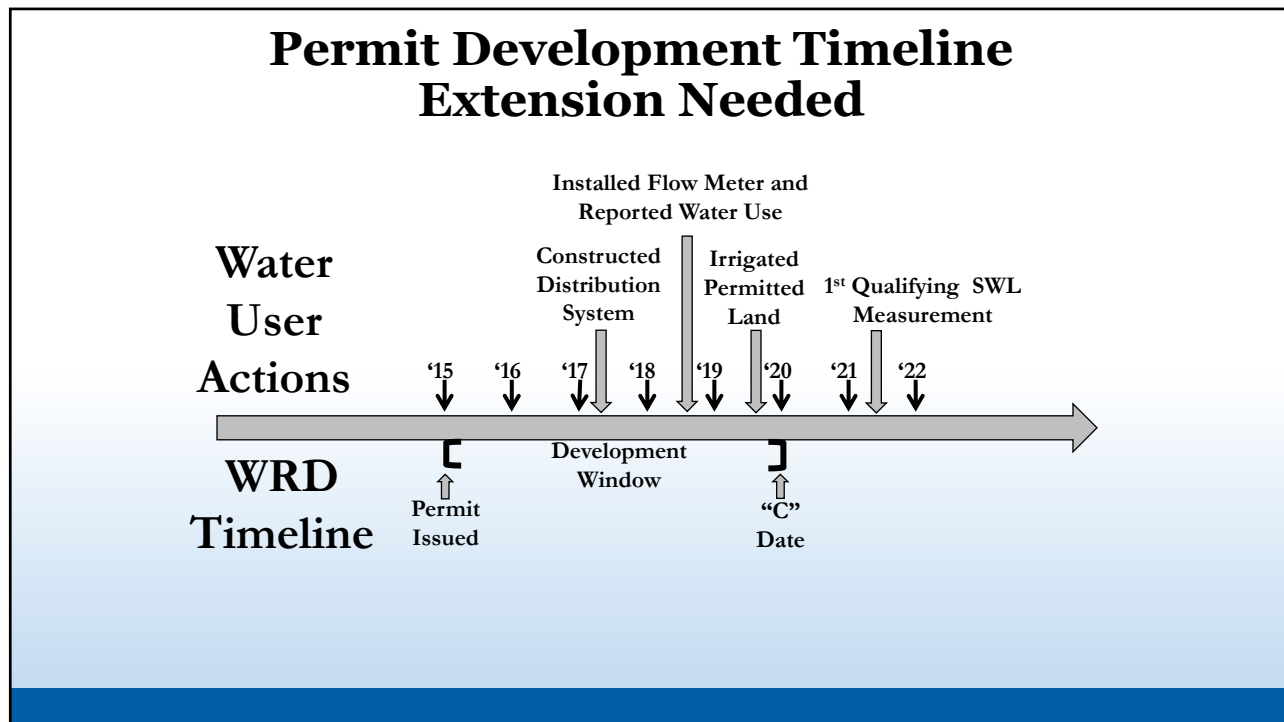 Permit Development Timeline
Extension Needed
Installed Flow Meter and
Reported Water Use
Constructed
Distribution
System
Irrigated
Permitted
Land
1st Qualifying SWL
Measurement
Water
User
Actions
‘15 ‘16 ‘17 ‘18 ‘19 ‘20 ‘21 ‘22
WRD
Timeline
Development
Window
Permit
Issued
“C”
Date